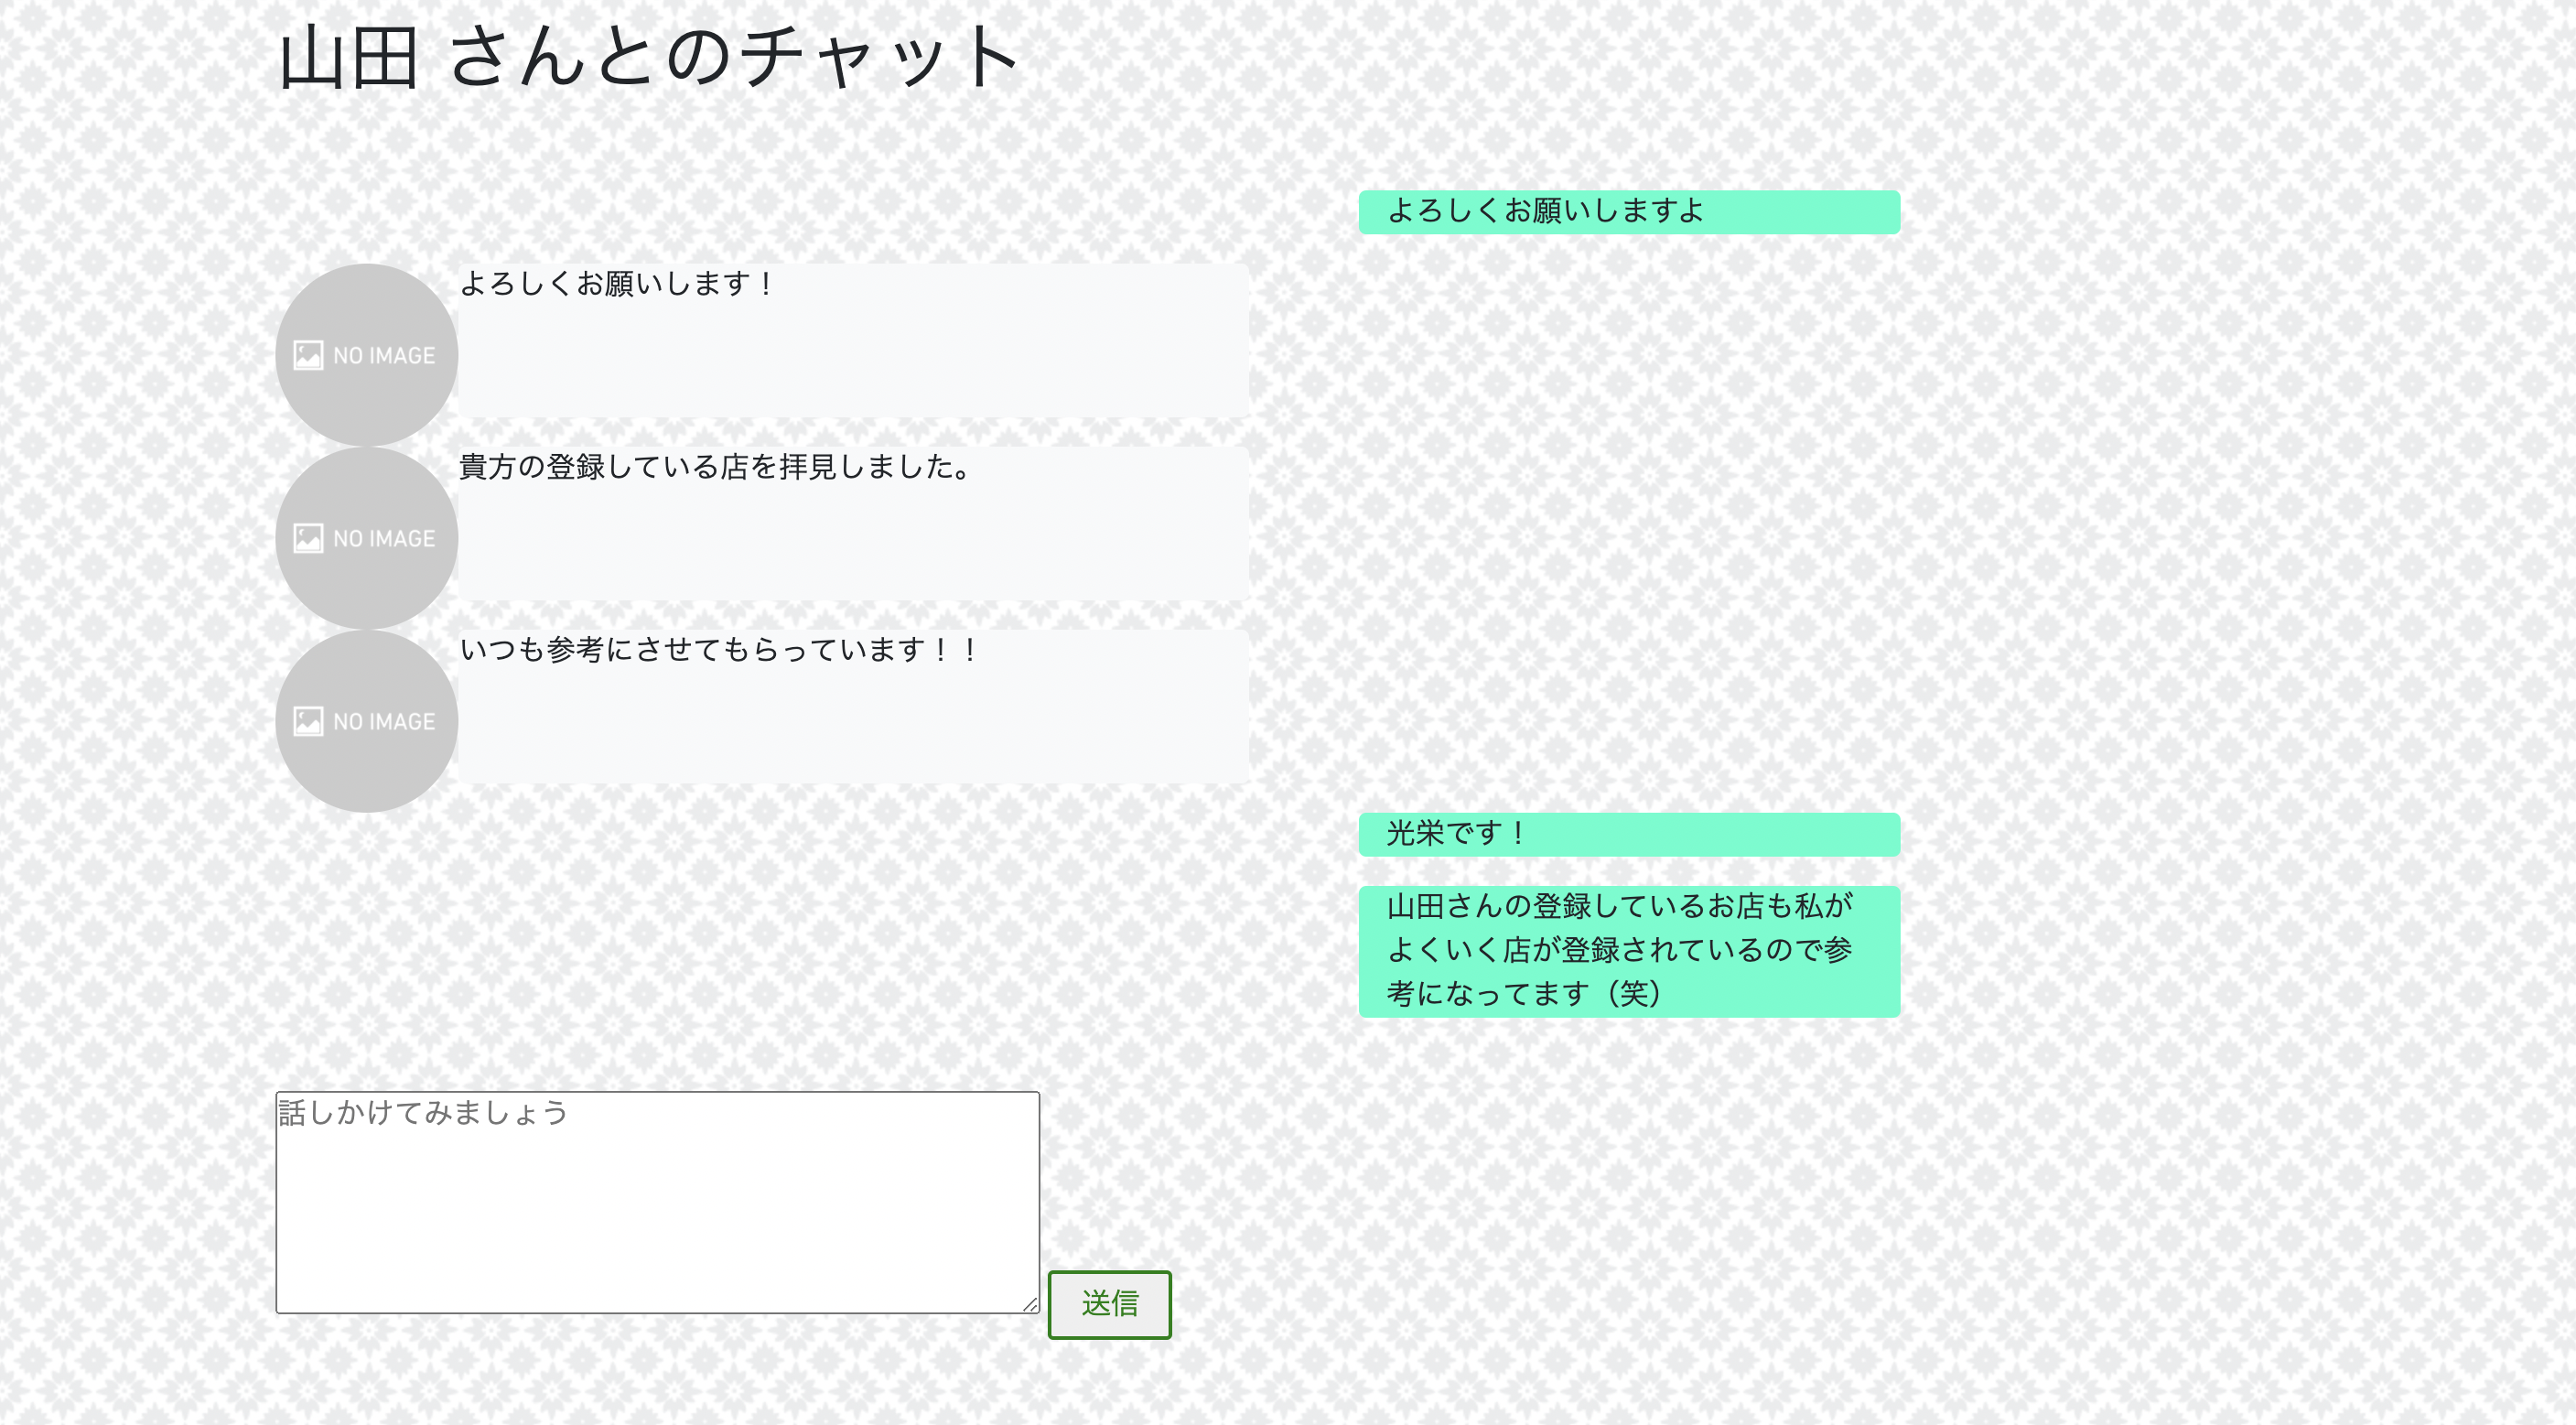 山田 さんとのチャット
よろしくお願いしますよ
よろしくお願いします！
NO IMAGE
貴方の登録している店を拝見しました。
NO IMAGE
いつも参考にさせてもらっています！！
NO IMAGE
光栄です！
山田さんの登録しているお店も私が
よくいく店が登録されているので参
考になってます（笑）
話しかけてみましょう
送信